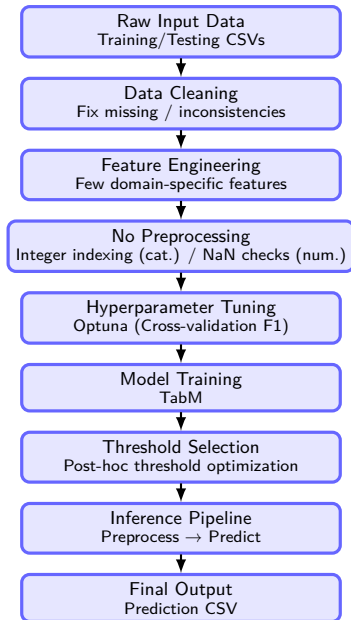 Raw Input Data
Training/Testing CSVs
Data Cleaning
Fix missing / inconsistencies
Feature Engineering
Few domain-specific features
No Preprocessing
Integer indexing (cat.) / NaN checks (num.)
Hyperparameter Tuning
Optuna (Cross-validation F1)
Model Training
TabM
Threshold Selection
Post-hoc threshold optimization
Inference Pipeline
Preprocess → Predict
Final Output
Prediction CSV